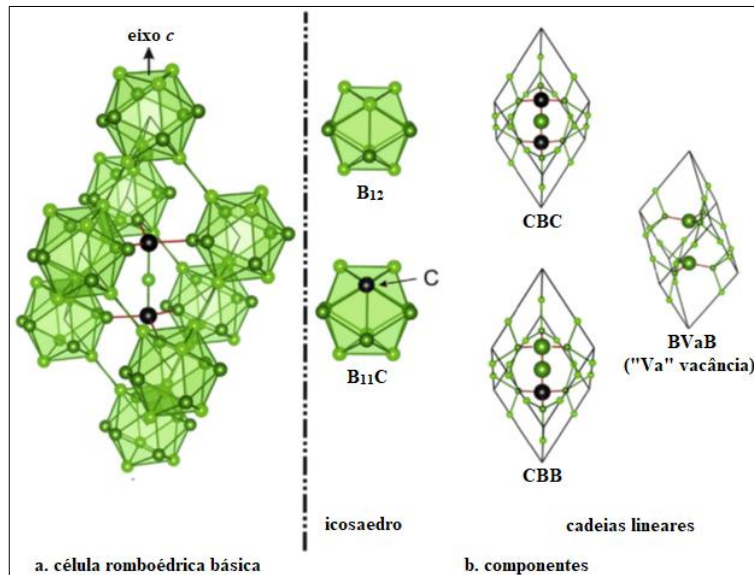 eixo c
B12
C
B11C
CBC
CBB
BVaB
("Va" vacância)
icosaedro
cadeias lineares
a. célula romboédrica básica
b. componentes